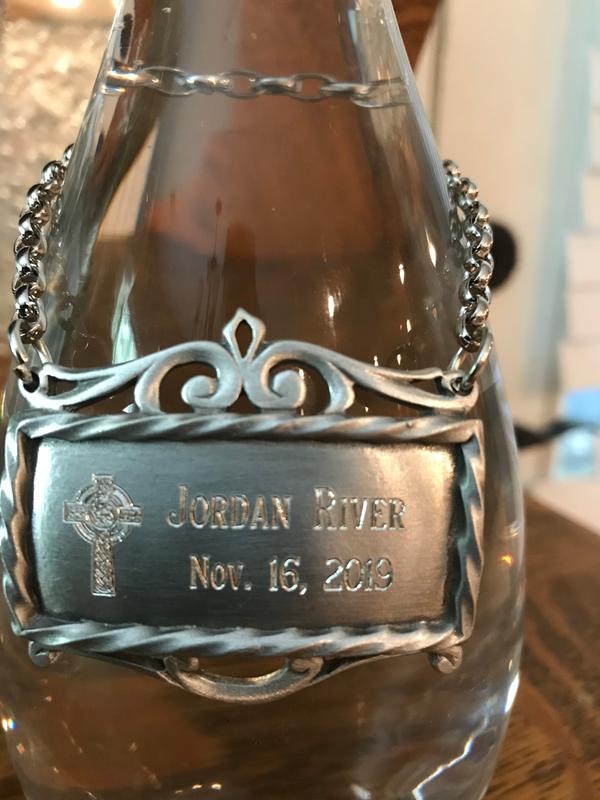 Jordan River
Nov. 16, 2019